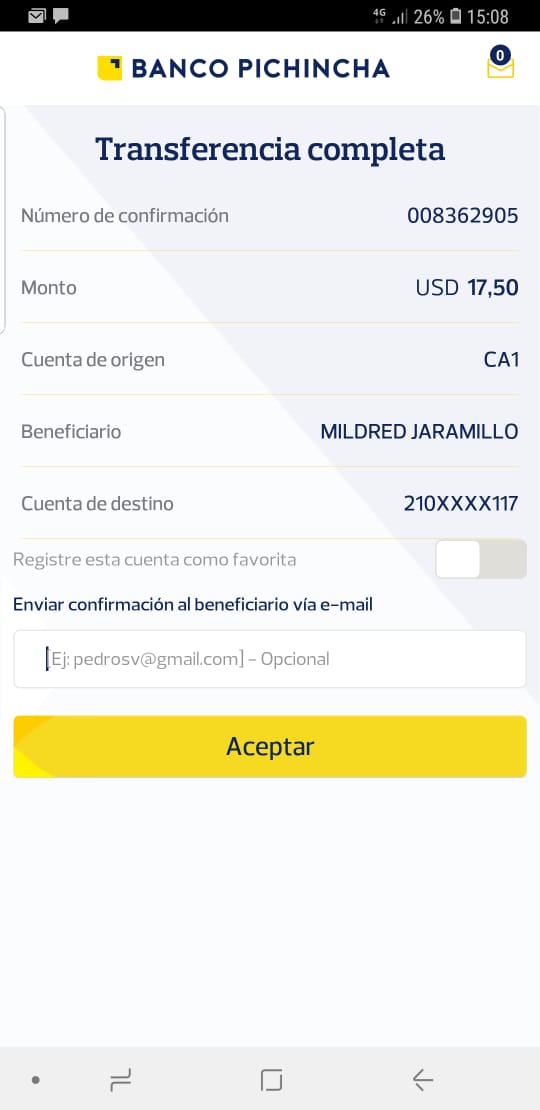 4G 26% 15:08
BANCO PICHINCHA 0
Transferencia completa
Número de confirmación 008362905
Monto USD 17,50
Cuenta de origen CA1
Beneficiario MILDRED JARAMILLO
Cuenta de destino 210XXXX117
Registre esta cuenta como favorita
Enviar confirmación al beneficiario vía e-mail
[Ej: pedrosv@gmail.com] - Opcional
Aceptar